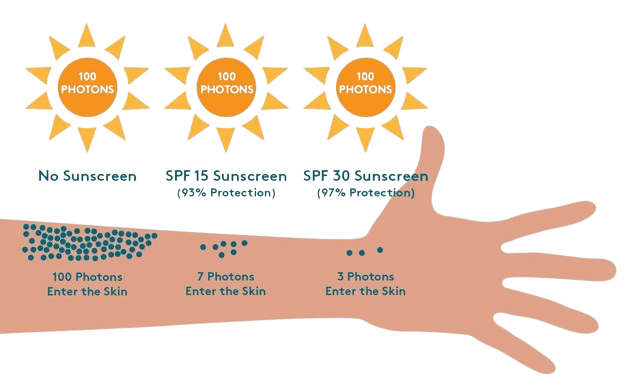 100
PHOTONS
100
PHOTONS
100
PHOTONS
No Sunscreen
SPF 15 Sunscreen
(93% Protection)
SPF 30 Sunscreen
(97% Protection)
100 Photons
Enter the Skin
7 Photons
Enter the Skin
3 Photons
Enter the Skin